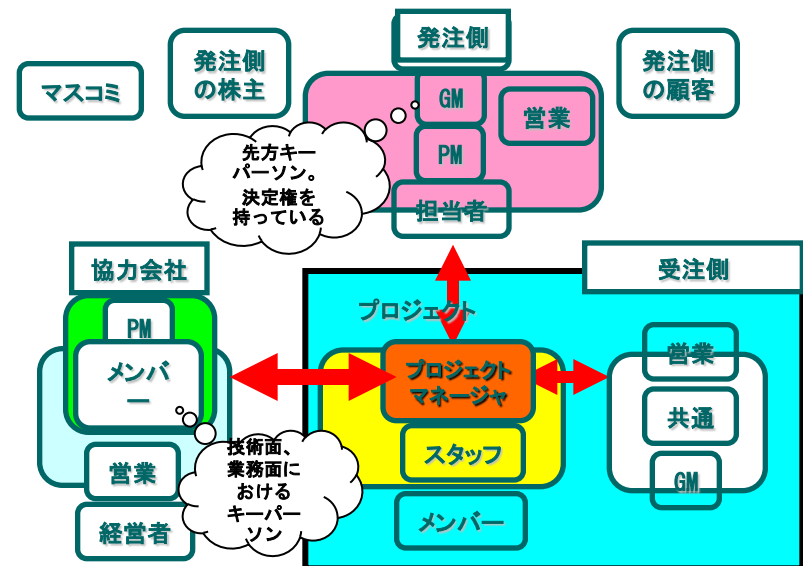 発注側
発注側
の株主
発注側
の顧客
マスコミ
GM
営業
PM
担当者
先方キー
パーソン。
決定権を
持っている
協力会社
受注側
プロジェクト
PM
メンバ
ー
プロジェクト
マネージャ
営業
共通
GM
スタッフ
メンバー
営業
経営者
技術面、
業務面に
おける
キーパー
ソン